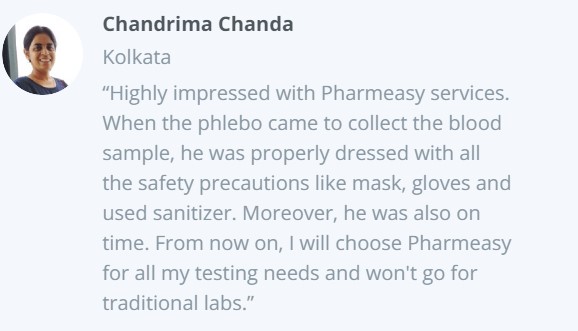 Chandrima Chanda
Kolkata
“Highly impressed with Pharmeasy services.
When the phlebo came to collect the blood
sample, he was properly dressed with all
the safety precautions like mask, gloves and
used sanitizer. Moreover, he was also on
time. From now on, I will choose Pharmeasy
for all my testing needs and won't go for
traditional labs.”